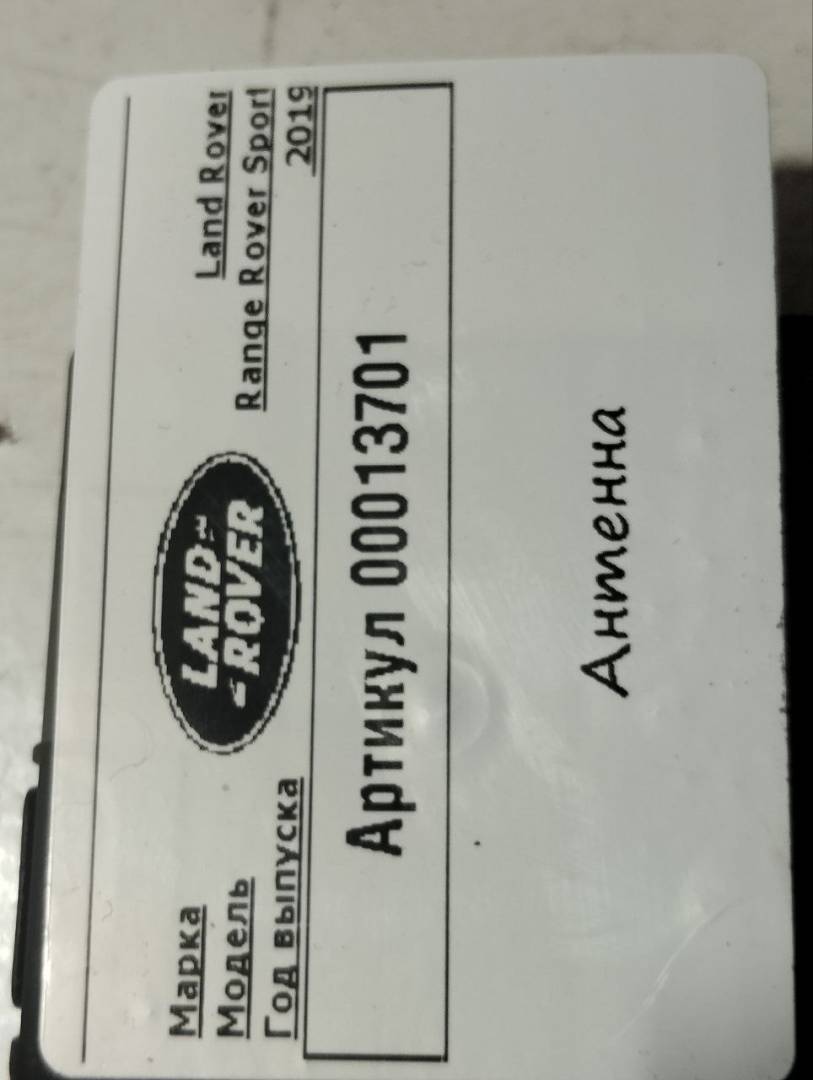 Марка
Land Rover
Модель
Range Rover Sport
Год выпуска
2019
LAND
ROVER
Артикул 00013701
Антенна